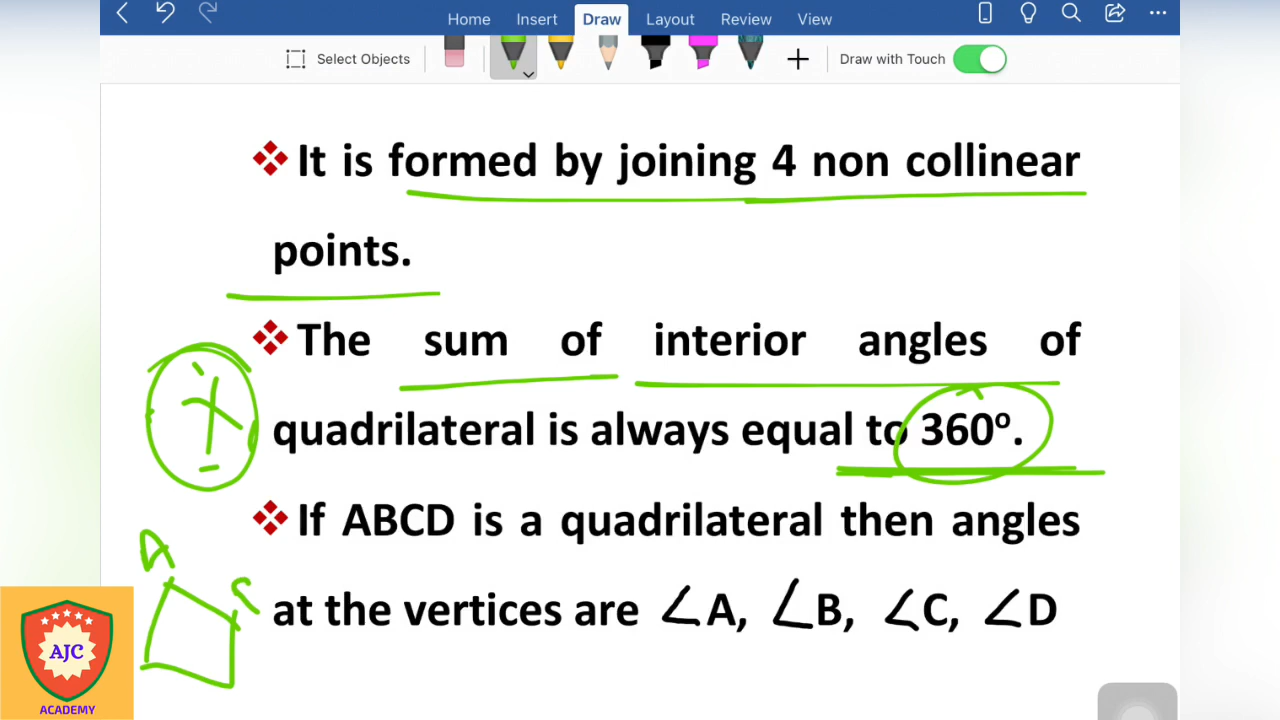 Home Insert Draw Layout Review View
Select Objects Draw with Touch
❖It is formed by joining 4 non collinear
points.
❖The sum of interior angles of
quadrilateral is always equal to 360º.
❖If ABCD is a quadrilateral then angles
at the vertices are ∠A, ∠B, ∠C, ∠D
A
AJC
ACADEMY